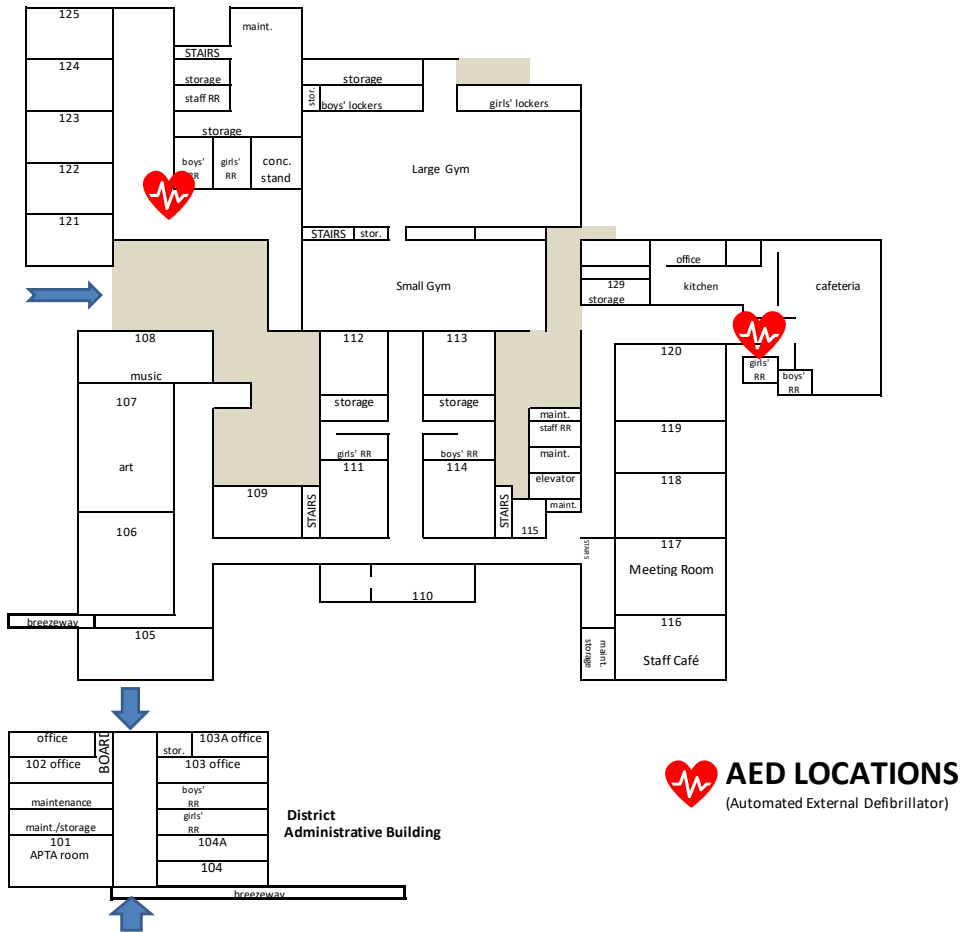 125
maint.
STAIRS
124
storage
storage
staff RR
stor.
boys' lockers
girls' lockers
123
storage
boys'
RR
girls'
RR
conc.
stand
122
Large Gym
121
STAIRS
stor.
office
129
storage
kitchen
cafeteria
Small Gym
108
music
112
113
120
girls'
RR
boys'
RR
107
storage
storage
maint.
staff RR
119
art
girls' RR
boys' RR
maint.
111
114
elevator
118
109
STAIRS
STAIRS
maint.
106
115
STAIRS
117
Meeting Room
110
breezeway
105
116
storage
maint.
Staff Café
office
BOARD
stor.
103A office
102 office
103 office
maintenance
boys'
RR
maint./storage
girls'
RR
101
APTA room
104A
104
breezeway
District
Administrative Building
AED LOCATIONS
(Automated External Defibrillator)